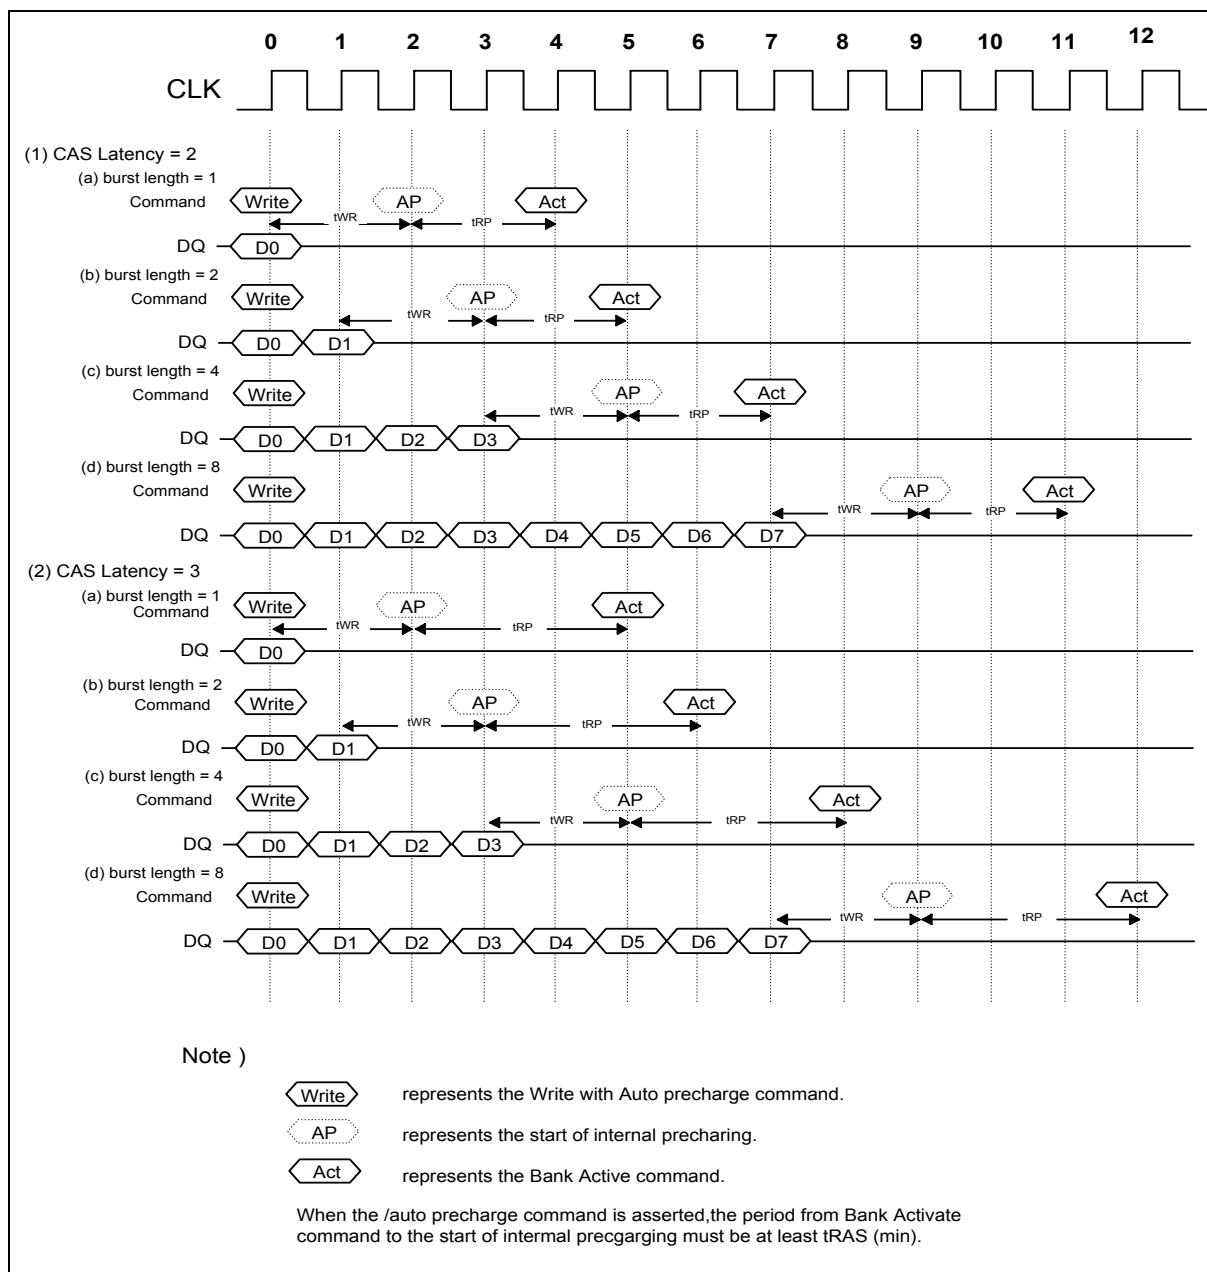 0 1 2 3 4 5 6 7 8 9 10 11 12
CLK
(1) CAS Latency = 2
(a) burst length = 1
Command Write AP Act
tWR tRP
DQ D0
(b) burst length = 2
Command Write AP Act
tWR tRP
DQ D0 D1
(c) burst length = 4
Command Write AP Act
tWR tRP
DQ D0 D1 D2 D3
(d) burst length = 8
Command Write AP Act
tWR tRP
DQ D0 D1 D2 D3 D4 D5 D6 D7
(2) CAS Latency = 3
(a) burst length = 1
Command Write AP Act
tWR tRP
DQ D0
(b) burst length = 2
Command Write AP Act
tWR tRP
DQ D0 D1
(c) burst length = 4
Command Write AP Act
tWR tRP
DQ D0 D1 D2 D3
(d) burst length = 8
Command Write AP Act
tWR tRP
DQ D0 D1 D2 D3 D4 D5 D6 D7
Note )
Write represents the Write with Auto precharge command.
AP represents the start of internal precharing.
Act represents the Bank Active command.
When the /auto precharge command is asserted,the period from Bank Activate
command to the start of intermal precgarging must be at least tRAS (min).